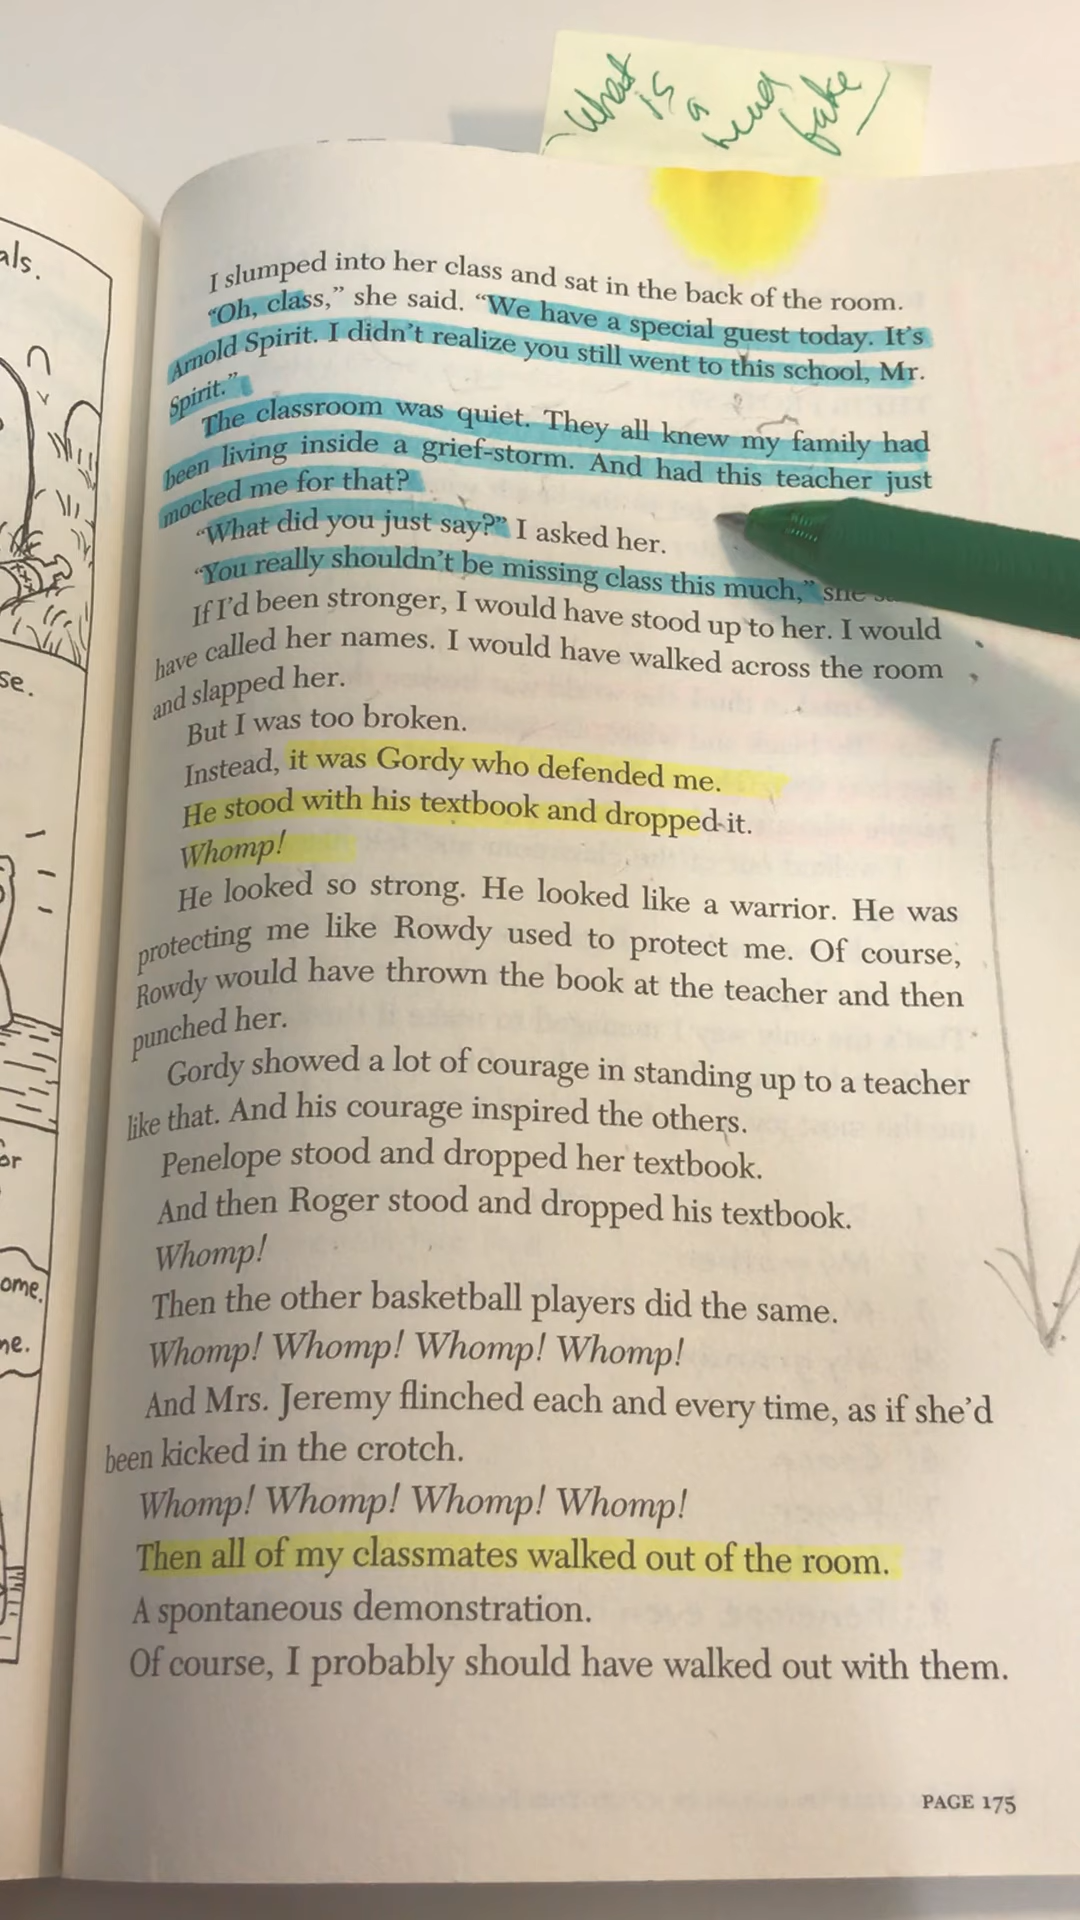 What is a head fake
als.
I slumped into her class and sat in the back of the room.
“Oh, class,” she said. “We have a special guest today. It’s
Arnold Spirit. I didn’t realize you still went to this school, Mr.
Spirit.”
The classroom was quiet. They all knew my family had
been living inside a grief-storm. And had this teacher just
mocked me for that?
“What did you just say?” I asked her.
“You really shouldn’t be missing class this much,” she
If I’d been stronger, I would have stood up to her. I would
have called her names. I would have walked across the room
and slapped her.
But I was too broken.
Instead, it was Gordy who defended me.
He stood with his textbook and dropped it.
Whomp!
He looked so strong. He looked like a warrior. He was
protecting me like Rowdy used to protect me. Of course,
Rowdy would have thrown the book at the teacher and then
punched her.
Gordy showed a lot of courage in standing up to a teacher
like that. And his courage inspired the others.
Penelope stood and dropped her textbook.
And then Roger stood and dropped his textbook.
Whomp!
Then the other basketball players did the same.
Whomp! Whomp! Whomp! Whomp!
And Mrs. Jeremy flinched each and every time, as if she’d
been kicked in the crotch.
Whomp! Whomp! Whomp! Whomp!
Then all of my classmates walked out of the room.
A spontaneous demonstration.
Of course, I probably should have walked out with them.
PAGE 175
se.
or
ome.
ne.